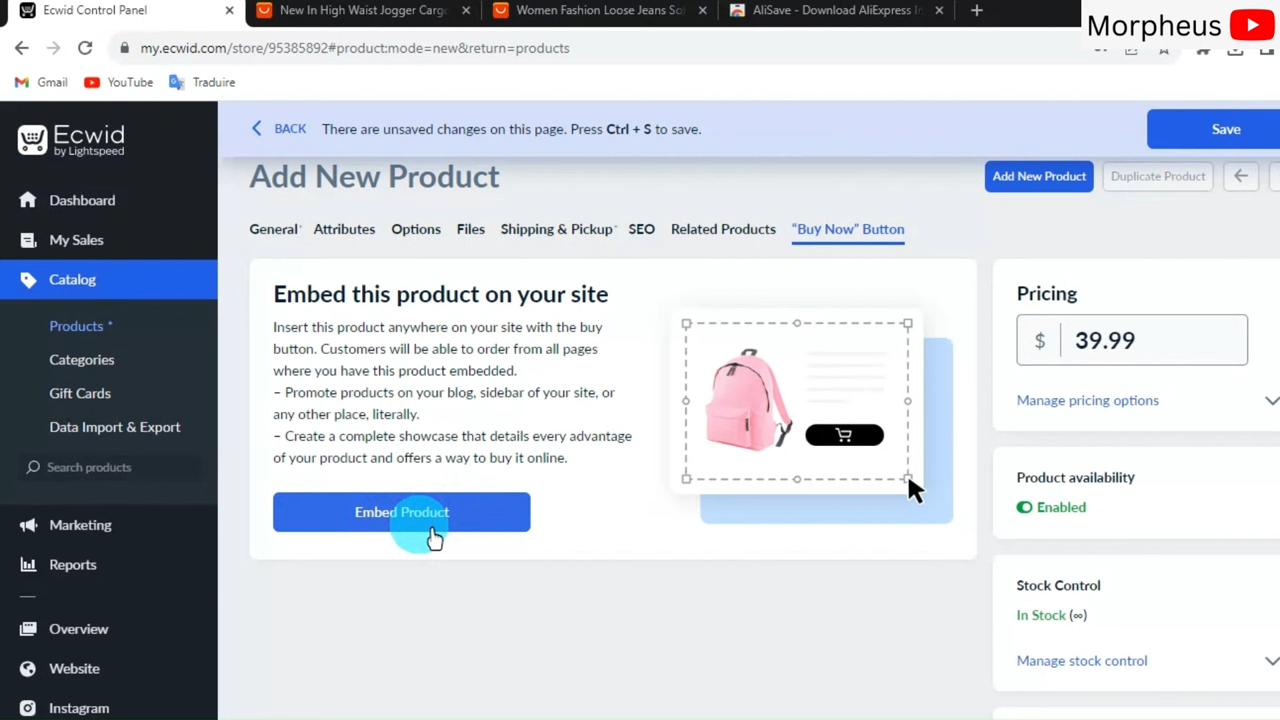 Ecwid Control Panel
New In High Waist Jogger Cargo
Women Fashion Loose Jeans So
AliSave - Download AliExpress I
Morpheus
my.ecwid.com/store/95385892#product:mode=new&return=products
Gmail
YouTube
Traduire
Ecwid
by Lightspeed
BACK
There are unsaved changes on this page. Press Ctrl + S to save.
Save
Add New Product
Add New Product
Duplicate Product
General*
Attributes
Options
Files
Shipping & Pickup*
SEO
Related Products
“Buy Now” Button
Dashboard
My Sales
Catalog
Products *
Categories
Gift Cards
Data Import & Export
Search products
Marketing
Reports
Overview
Website
Instagram
Embed this product on your site
Insert this product anywhere on your site with the buy
button. Customers will be able to order from all pages
where you have this product embedded.
– Promote products on your blog, sidebar of your site, or
any other place, literally.
– Create a complete showcase that details every advantage
of your product and offers a way to buy it online.
Embed Product
Pricing
$ 39.99
Manage pricing options
Product availability
Enabled
Stock Control
In Stock (∞)
Manage stock control